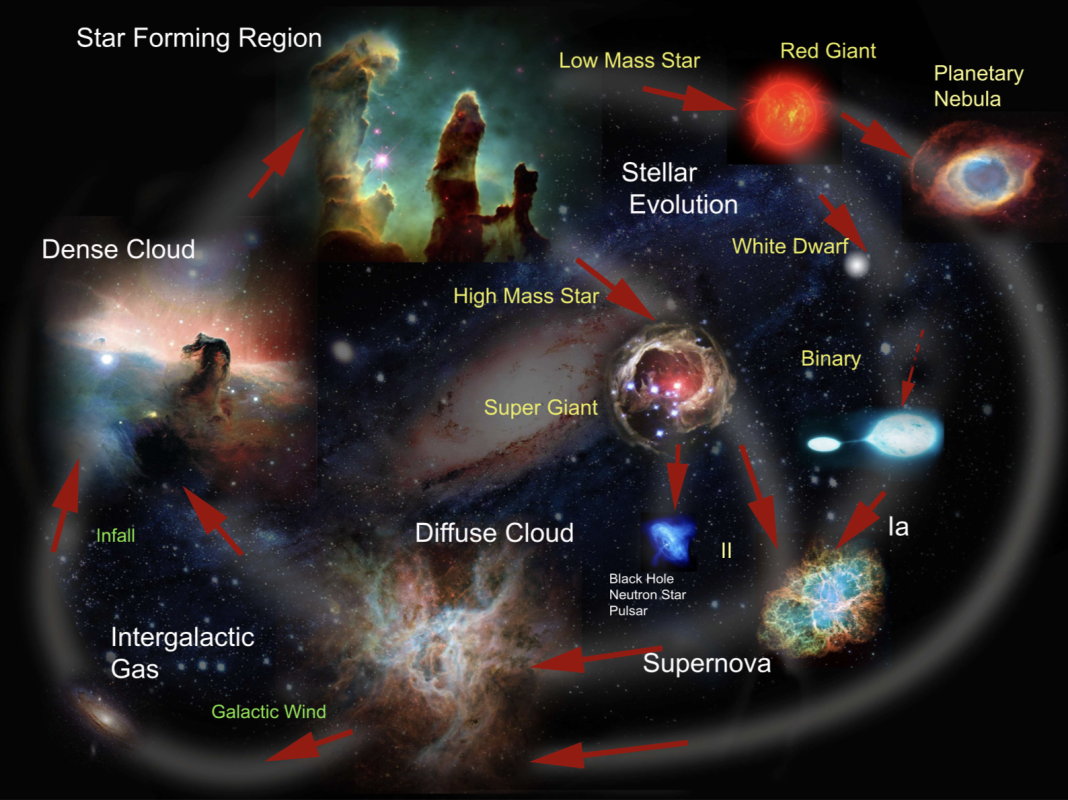 Star Forming Region
Low Mass Star
Red Giant
Planetary
Nebula
Stellar
Evolution
White Dwarf
Dense Cloud
High Mass Star
Binary
Super Giant
Infall
Diffuse Cloud
II
Ia
Black Hole
Neutron Star
Pulsar
Intergalactic
Gas
Supernova
Galactic Wind